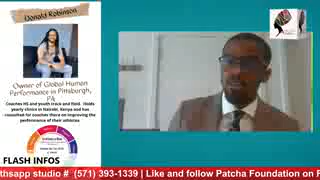 Donald Robinson
Owner of Global Human
Performance in Pittsburgh,
PA
Coaches HS and youth track and field. Holds
yearly clinics in Nairobi, Kenya and has
consulted for coaches there on improving the
performance of their athletes
FLASH INFOS
thsapp studio # (571) 393-1339 | Like and follow Patcha Foundation on F